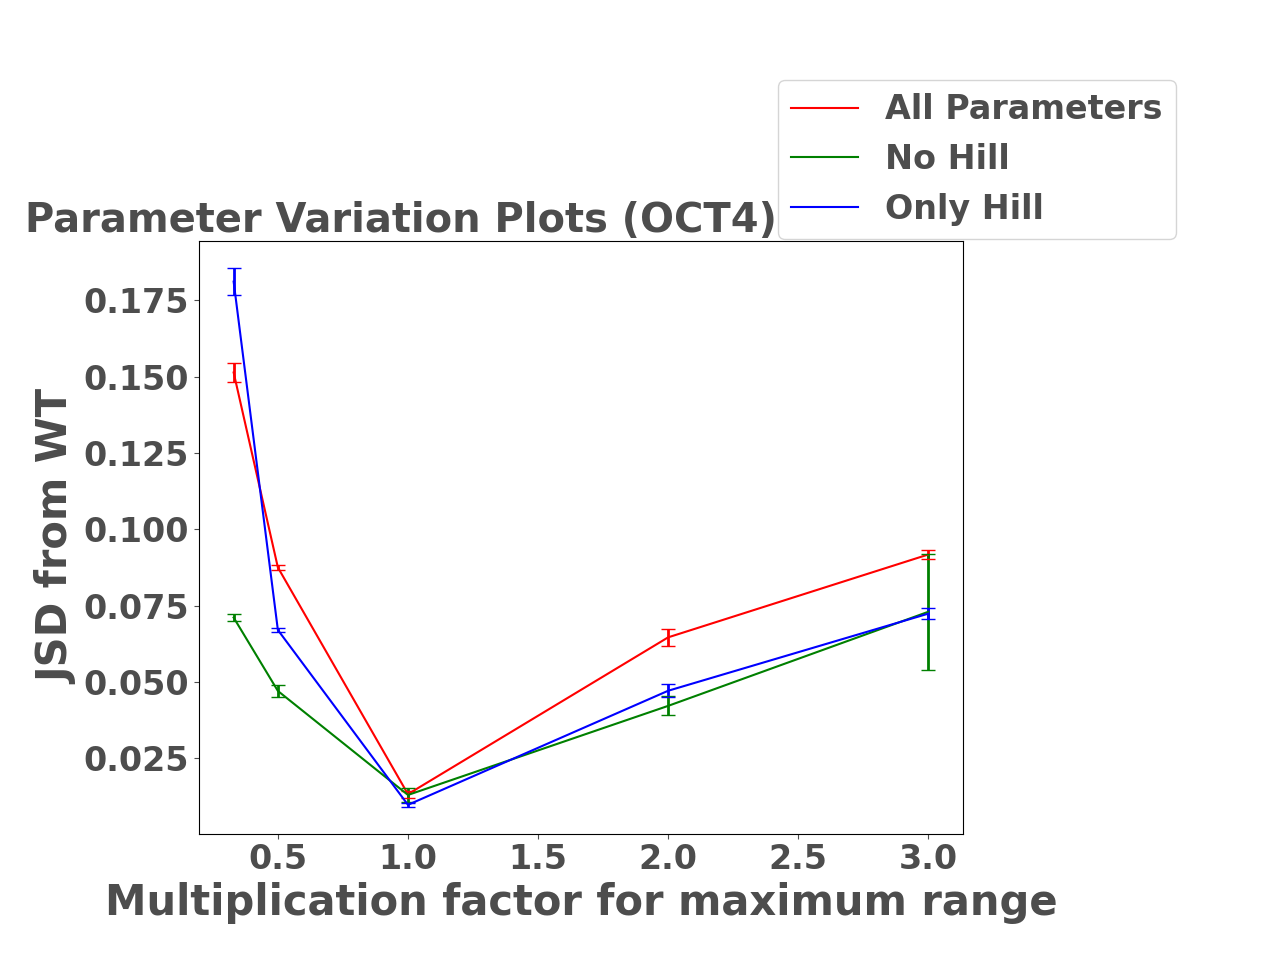 All Parameters
No Hill
Only Hill
Parameter Variation Plots (OCT4)
JSD from WT
0.175
0.150
0.125
0.100
0.075
0.050
0.025
0.5 1.0 1.5 2.0 2.5 3.0
Multiplication factor for maximum range